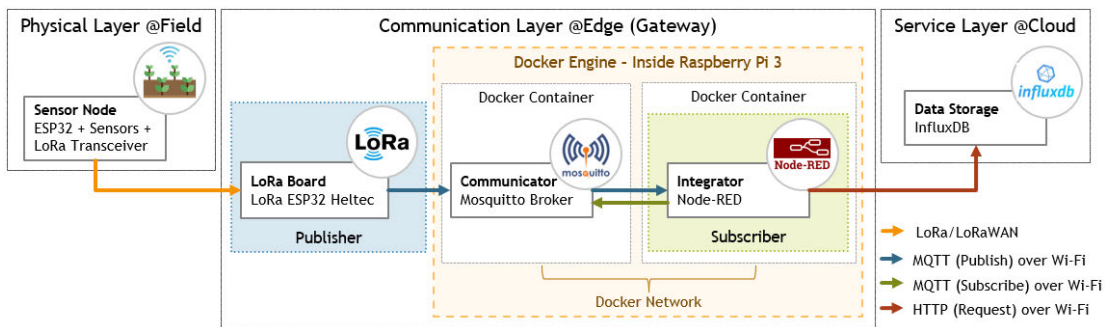 Physical Layer @Field
Sensor Node
ESP32 + Sensors +
LoRa Transceiver
Communication Layer @Edge (Gateway)
Docker Engine – Inside Raspberry Pi 3
LoRa
LoRa Board
LoRa ESP32 Heltec
Publisher
Docker Container
mosquitto
Communicator
Mosquitto Broker
Docker Container
Node-RED
Integrator
Node-RED
Subscriber
Docker Network
Service Layer @Cloud
influxdb
Data Storage
InfluxDB
LoRa/LoRaWAN
MQTT (Publish) over Wi-Fi
MQTT (Subscribe) over Wi-Fi
HTTP (Request) over Wi-Fi